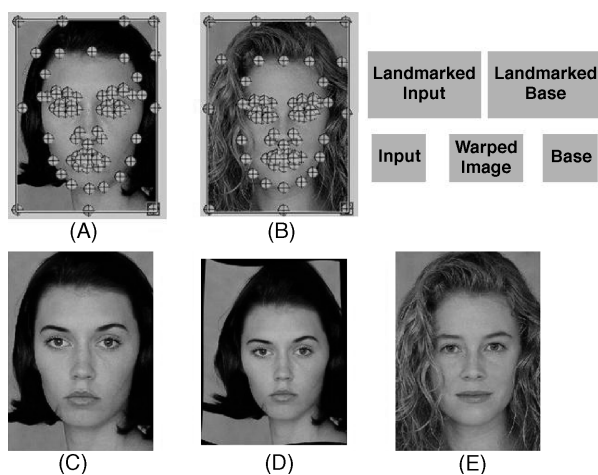 Landmarked
Input
Landmarked
Base
Input
Warped
Image
Base
(A)
(B)
(C)
(D)
(E)